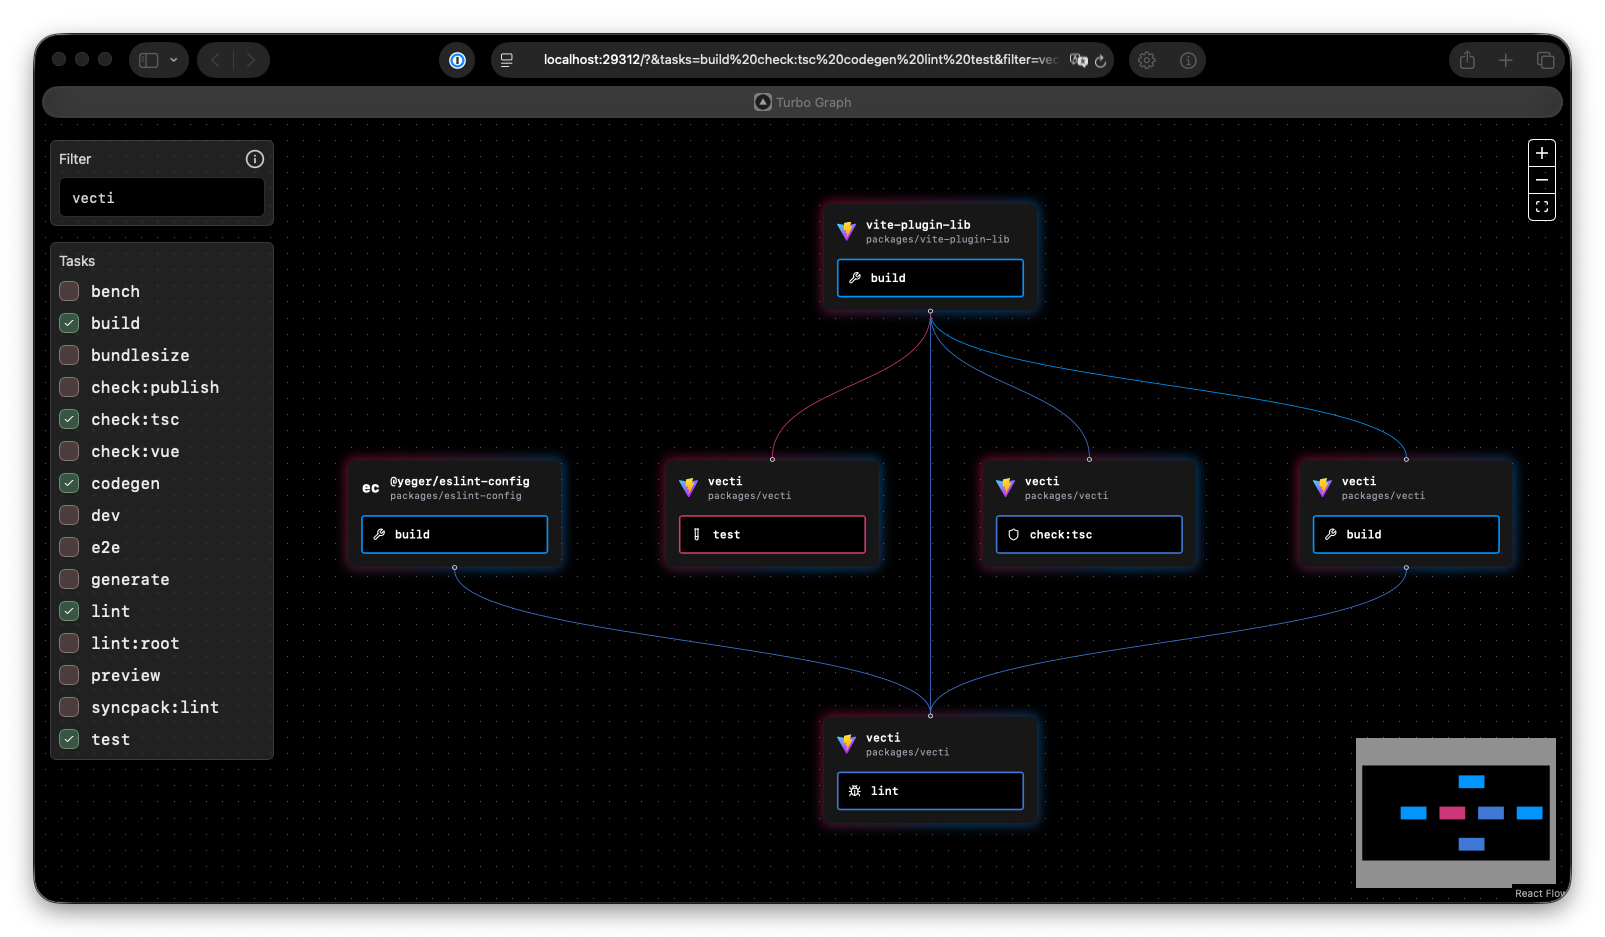 localhost:29312/?&tasks=build%20check:tsc%20codegen%20lint%20test&filter=vec
Turbo Graph
Filter
vecti
Tasks
bench
build
bundlesize
check:publish
check:tsc
check:vue
codegen
dev
e2e
generate
lint
lint:root
preview
syncpack:lint
test
vite-plugin-lib
packages/vite-plugin-lib
build
ec
@yeger/eslint-config
packages/eslint-config
build
vecti
packages/vecti
test
vecti
packages/vecti
check:tsc
vecti
packages/vecti
build
vecti
packages/vecti
lint
React Flow